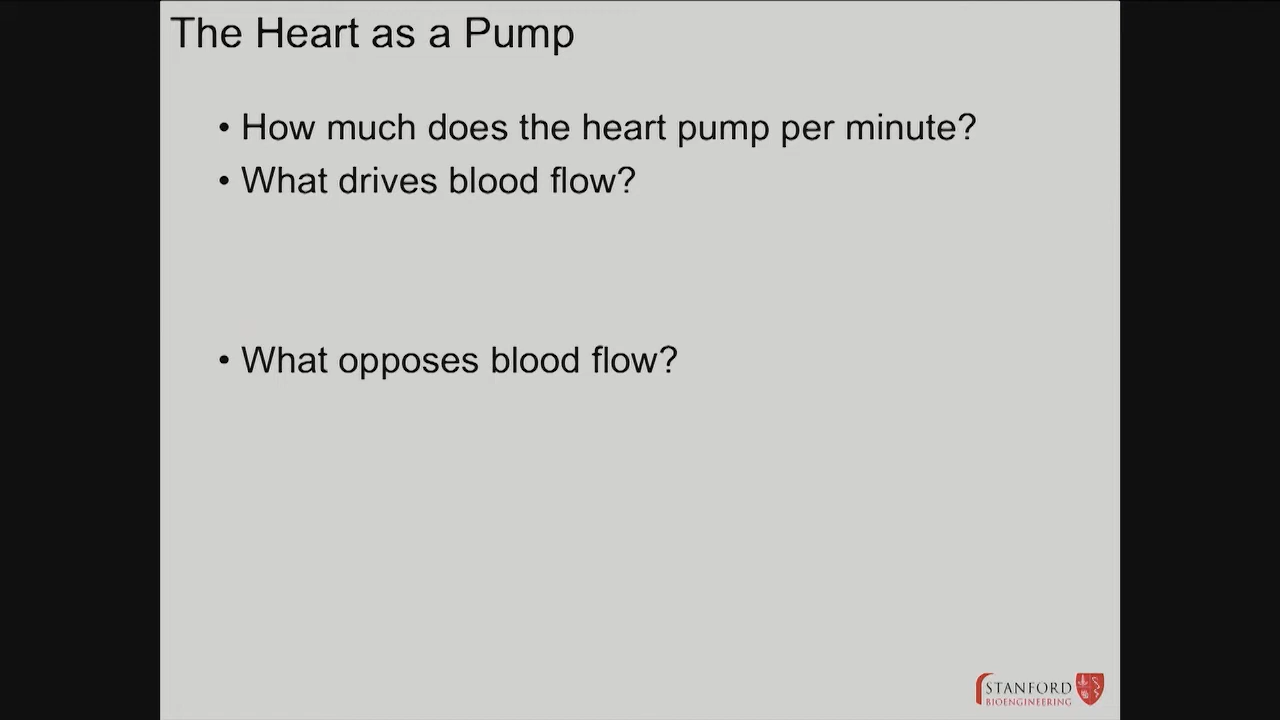 The Heart as a Pump
• How much does the heart pump per minute?
• What drives blood flow?
• What opposes blood flow?
STANFORD
BIOENGINEERING